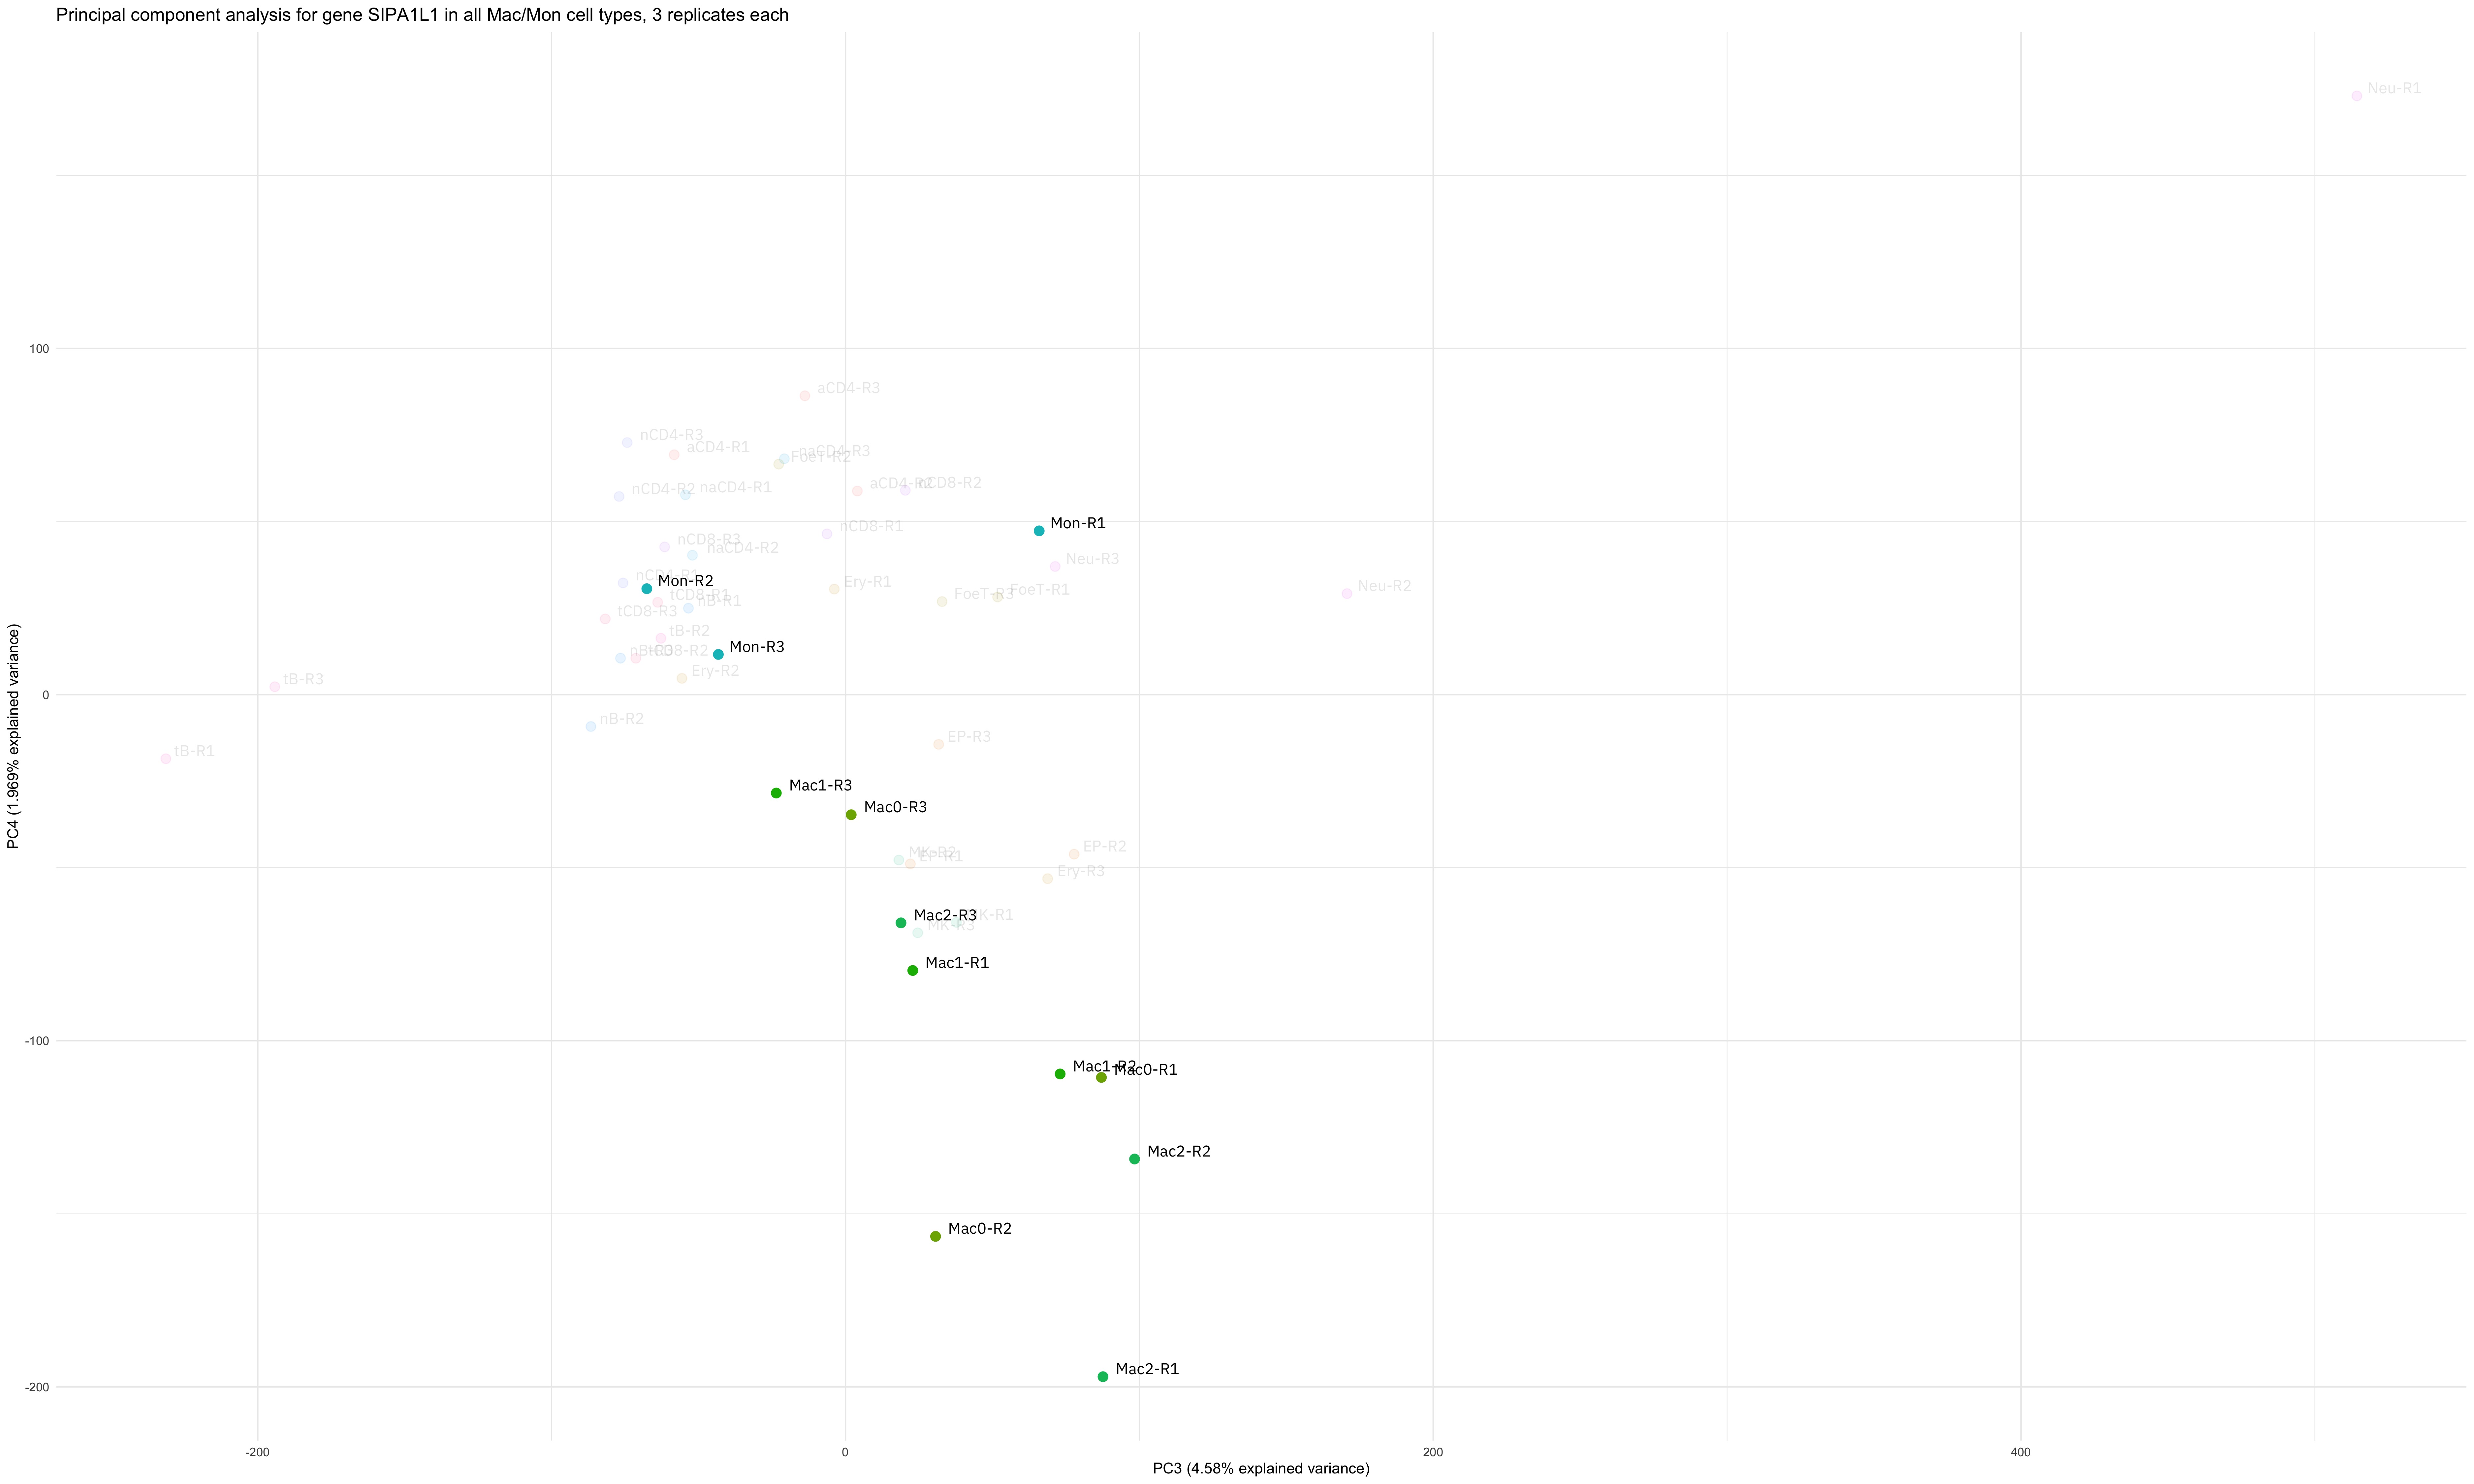 Principal component analysis for gene SIPA1L1 in all Mac/Mon cell types, 3 replicates each
Neu-R1
100
aCD4-R3
nCD4-R3
aCD4-R1
naCD4-R3
FoeT-R2
nCD4-R2
naCD4-R1
aCD4-R2
nCD8-R2
Mon-R1
nCD8-R1
nCD8-R3
naCD4-R2
Neu-R3
nCD4-R1
Mon-R2
Ery-R1
Neu-R2
tCD8-R1
nB-R1
FoeT-R3
FoeT-R1
tCD8-R3
tB-R2
Mon-R3
nB-R3
tCD8-R2
Ery-R2
tB-R3
0
nB-R2
EP-R3
tB-R1
Mac1-R3
Mac0-R3
MK-R2
EP-R1
EP-R2
Ery-R3
Mac2-R3
MK-R1
MK-R3
Mac1-R1
-100
Mac1-R2
Mac0-R1
Mac2-R2
Mac0-R2
Mac2-R1
-200
PC4 (1.969% explained variance)
-200
0
200
400
PC3 (4.58% explained variance)